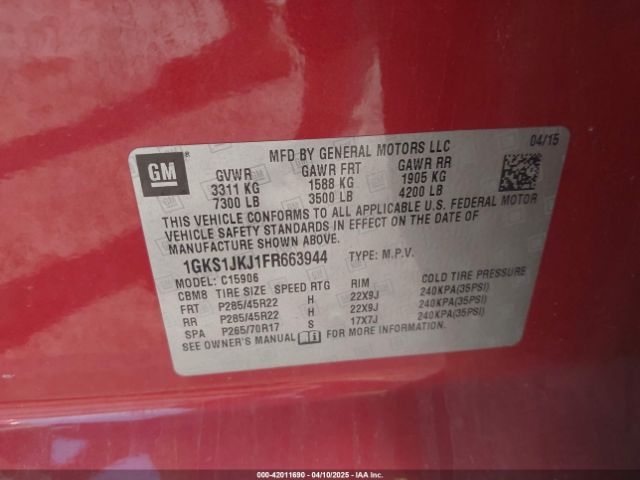 GM ®
MFD BY GENERAL MOTORS LLC 04/15
GVWR GAWR FRT GAWR RR
3311 KG 1588 KG 1905 KG
7300 LB 3500 LB 4200 LB
THIS VEHICLE CONFORMS TO ALL APPLICABLE U.S. FEDERAL MOTOR
VEHICLE SAFETY STANDARDS IN EFFECT ON THE DATE OF
MANUFACTURE SHOWN ABOVE.
1GKS1JKJ1FR663944 TYPE: M.P.V.
MODEL: C15906
CBM8 TIRE SIZE SPEED RTG RIM COLD TIRE PRESSURE
FRT P285/45R22 H 22X9J 240KPA(35PSI)
RR P285/45R22 H 22X9J 240KPA(35PSI)
SPA P265/70R17 S 17X7J 240KPA(35PSI)
SEE OWNER'S MANUAL FOR MORE INFORMATION.
000-42011690 - 04/10/2025 - IAAI, Inc.